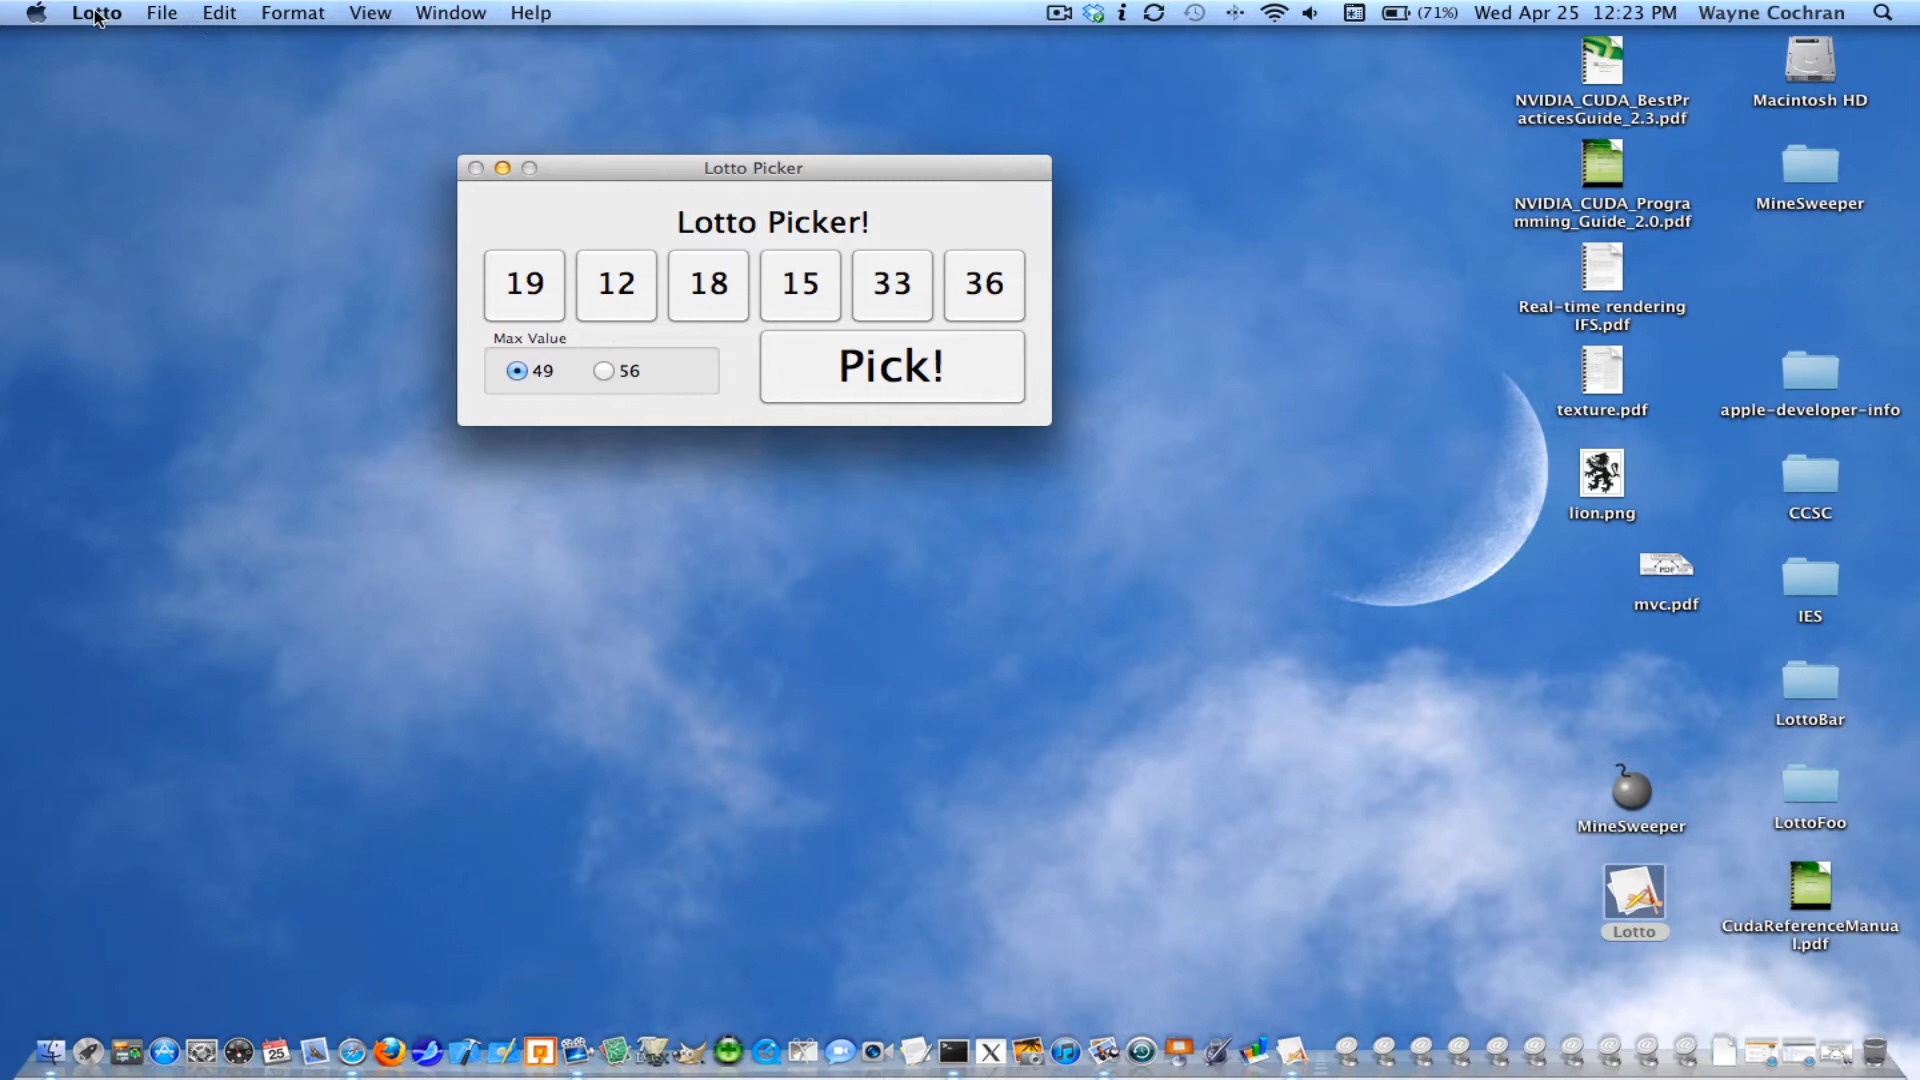 Lotto File Edit Format View Window Help (71%) Wed Apr 25 12:23 PM Wayne Cochran
NVIDIA_CUDA_BestPr
acticesGuide_2.3.pdf
Macintosh HD
Lotto Picker
Lotto Picker!
19 12 18 15 33 36
Max Value
49 56
Pick!
NVIDIA_CUDA_Progra
mming_Guide_2.0.pdf
MineSweeper
Real-time rendering
IFS.pdf
texture.pdf
apple-developer-info
lion.png
CCSC
PDF
mvc.pdf
IES
LottoBar
MineSweeper
LottoFoo
Lotto
CudaReferenceManua
l.pdf
25